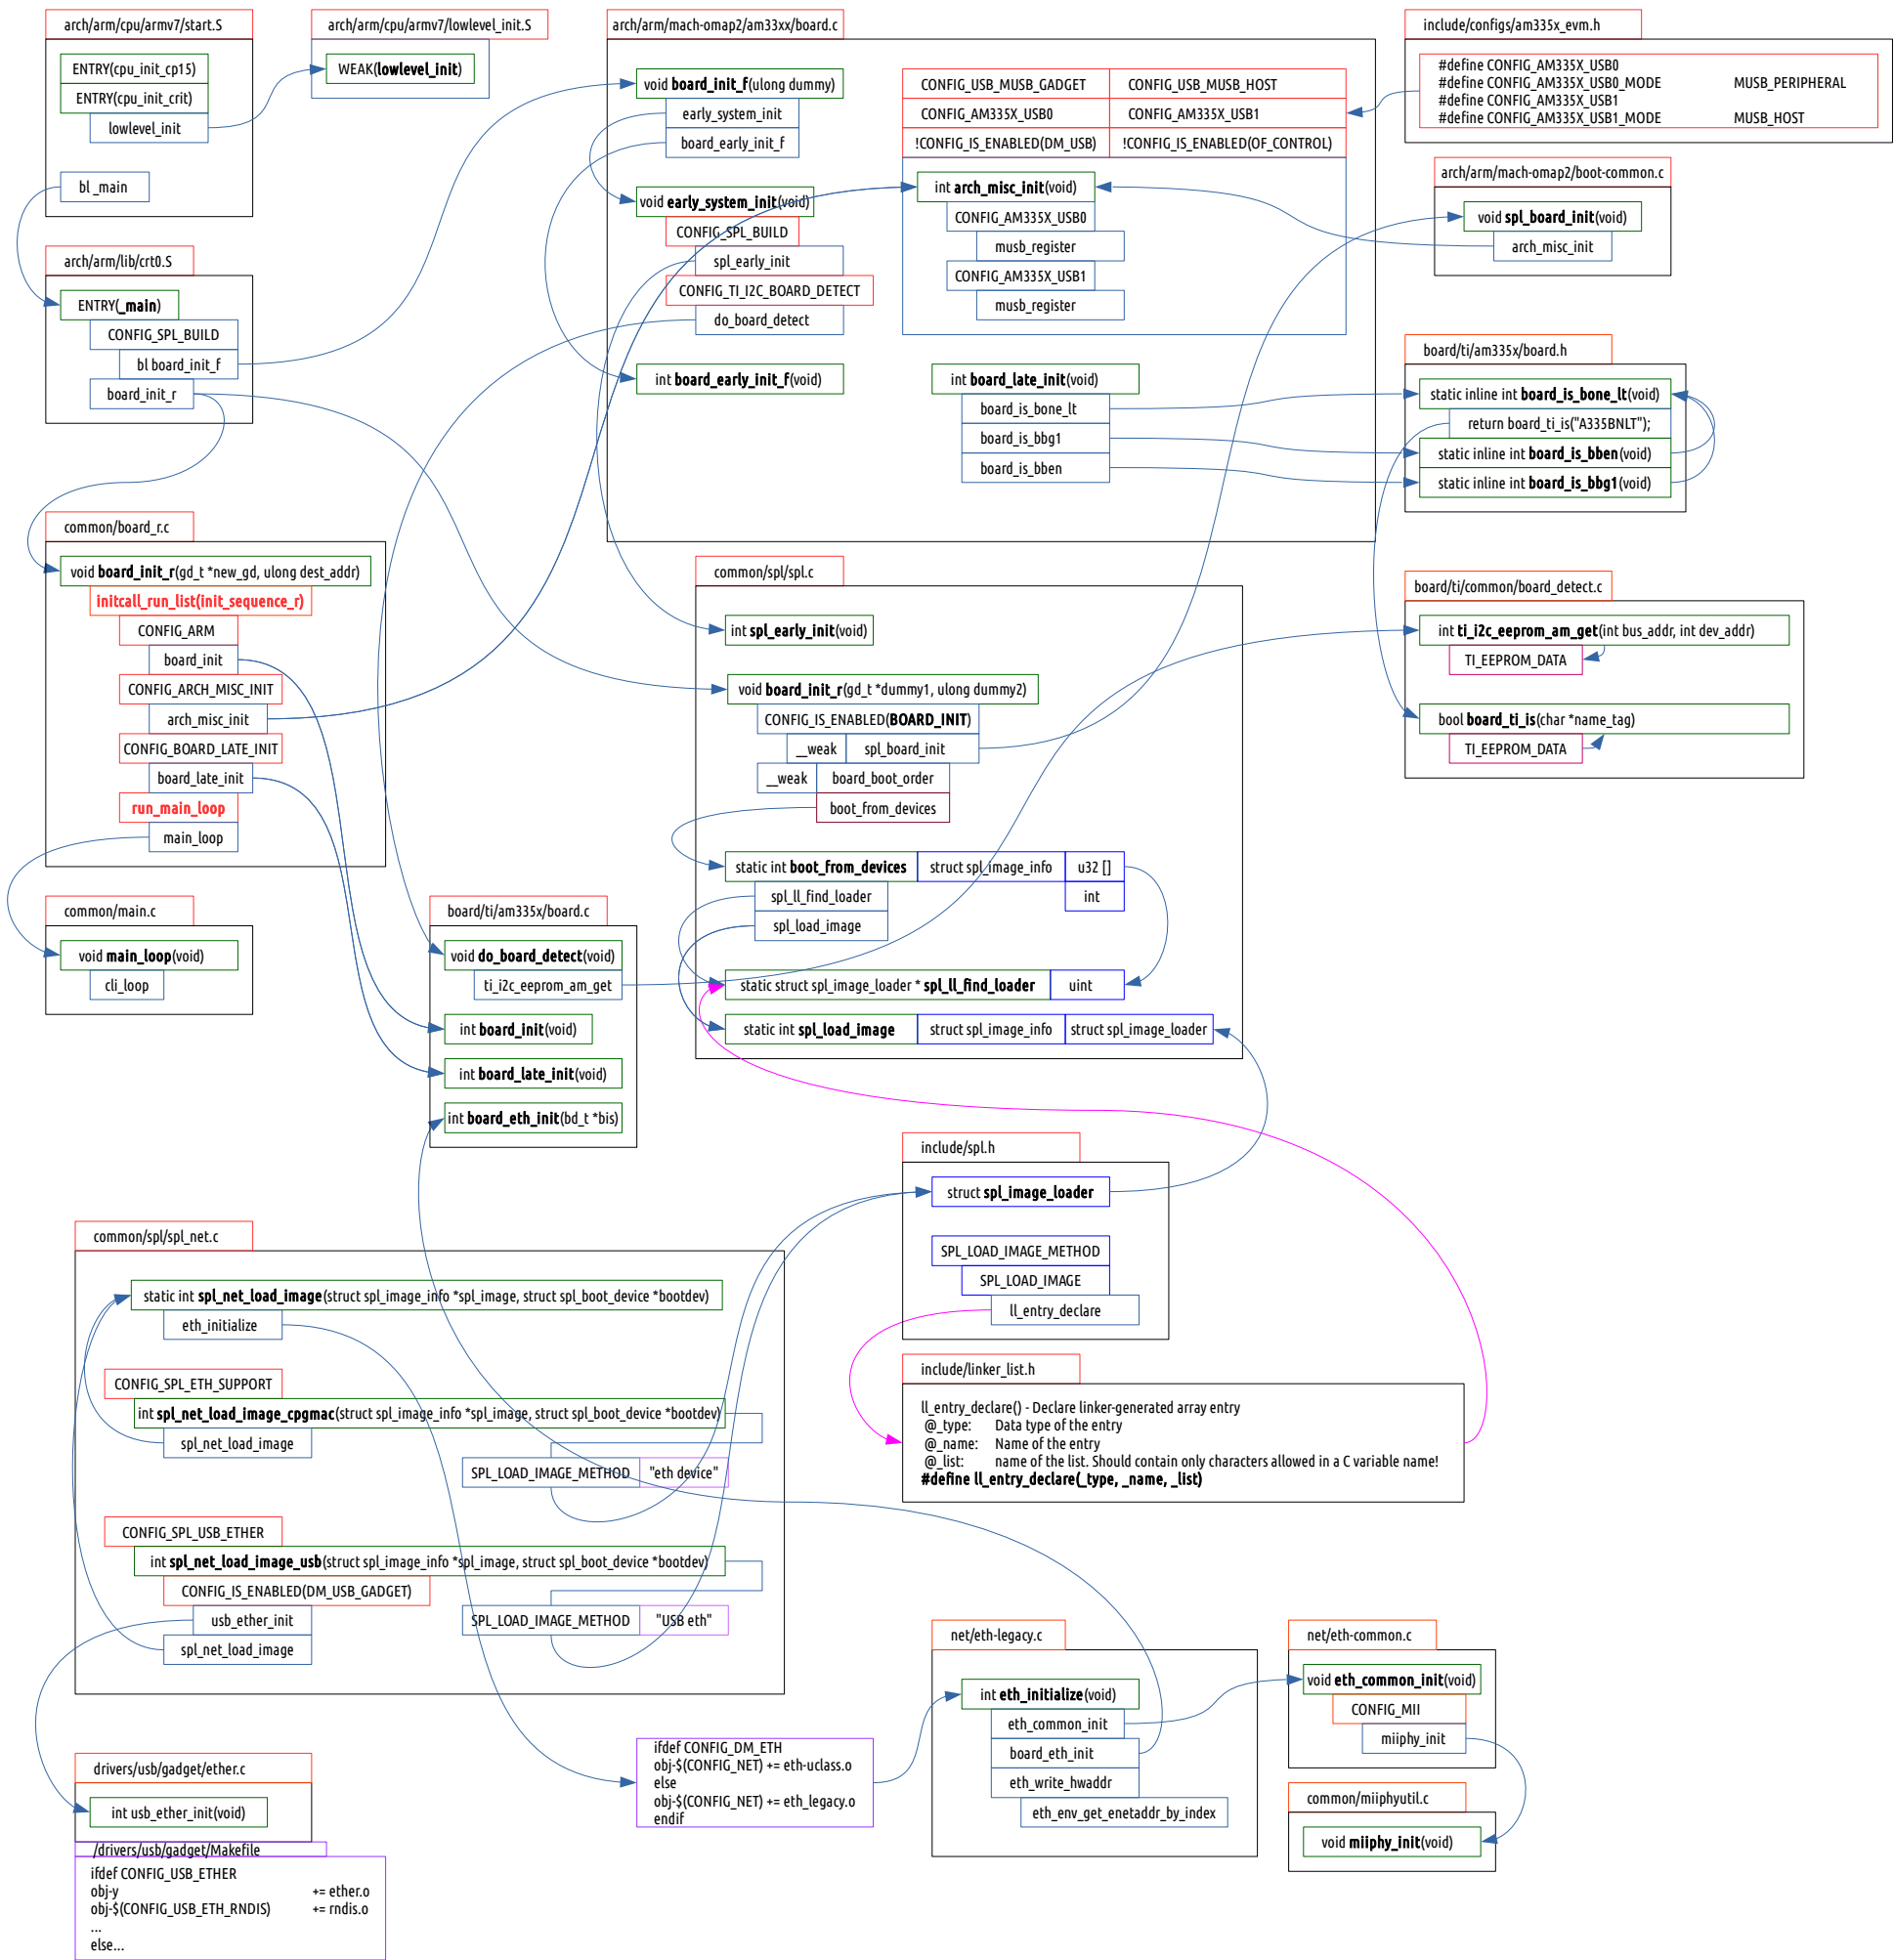 arch/arm/cpu/armv7/start.S
ENTRY(cpu_init_cp15)
ENTRY(cpu_init_crit)
lowlevel_init
bl _main
arch/arm/cpu/armv7/lowlevel_init.S
WEAK(lowlevel_init)
arch/arm/lib/crt0.S
ENTRY(_main)
CONFIG_SPL_BUILD
bl board_init_f
board_init_r
arch/arm/mach-omap2/am33xx/board.c
void board_init_f(ulong dummy)
early_system_init
board_early_init_f
void early_system_init(void)
CONFIG_SPL_BUILD
spl_early_init
CONFIG_TI_I2C_BOARD_DETECT
do_board_detect
int board_early_init_f(void)
CONFIG_USB_MUSB_GADGET CONFIG_USB_MUSB_HOST
CONFIG_AM335X_USB0 CONFIG_AM335X_USB1
!CONFIG_IS_ENABLED(DM_USB) !CONFIG_IS_ENABLED(OF_CONTROL)
int arch_misc_init(void)
CONFIG_AM335X_USB0
musb_register
CONFIG_AM335X_USB1
musb_register
int board_late_init(void)
board_is_bone_lt
board_is_bbg1
board_is_bben
include/configs/am335x_evm.h
#define CONFIG_AM335X_USB0
#define CONFIG_AM335X_USB0_MODE MUSB_PERIPHERAL
#define CONFIG_AM335X_USB1
#define CONFIG_AM335X_USB1_MODE MUSB_HOST
arch/arm/mach-omap2/boot-common.c
void spl_board_init(void)
arch_misc_init
board/ti/am335x/board.h
static inline int board_is_bone_lt(void)
return board_ti_is("A335BNLT");
static inline int board_is_bben(void)
static inline int board_is_bbg1(void)
common/board_r.c
void board_init_r(gd_t *new_gd, ulong dest_addr)
initcall_run_list(init_sequence_r)
CONFIG_ARM
board_init
CONFIG_ARCH_MISC_INIT
arch_misc_init
CONFIG_BOARD_LATE_INIT
board_late_init
run_main_loop
main_loop
common/spl/spl.c
int spl_early_init(void)
void board_init_r(gd_t *dummy1, ulong dummy2)
CONFIG_IS_ENABLED(BOARD_INIT)
__weak spl_board_init
__weak board_boot_order
boot_from_devices
static int boot_from_devices struct spl_image_info u32 []
spl_ll_find_loader int
spl_load_image
static struct spl_image_loader * spl_ll_find_loader uint
static int spl_load_image struct spl_image_info struct spl_image_loader
board/ti/common/board_detect.c
int ti_i2c_eeprom_am_get(int bus_addr, int dev_addr)
TI_EEPROM_DATA
bool board_ti_is(char *name_tag)
TI_EEPROM_DATA
common/main.c
void main_loop(void)
cli_loop
board/ti/am335x/board.c
void do_board_detect(void)
ti_i2c_eeprom_am_get
int board_init(void)
int board_late_init(void)
int board_eth_init(bd_t *bis)
include/spl.h
struct spl_image_loader
SPL_LOAD_IMAGE_METHOD
SPL_LOAD_IMAGE
ll_entry_declare
include/linker_list.h
ll_entry_declare() - Declare linker-generated array entry
@_type: Data type of the entry
@_name: Name of the entry
@_list: name of the list. Should contain only characters allowed in a C variable name!
#define ll_entry_declare(_type, _name, _list)
common/spl/spl_net.c
static int spl_net_load_image(struct spl_image_info *spl_image, struct spl_boot_device *bootdev)
eth_initialize
CONFIG_SPL_ETH_SUPPORT
int spl_net_load_image_cpgmac(struct spl_image_info *spl_image, struct spl_boot_device *bootdev)
spl_net_load_image
SPL_LOAD_IMAGE_METHOD "eth device"
CONFIG_SPL_USB_ETHER
int spl_net_load_image_usb(struct spl_image_info *spl_image, struct spl_boot_device *bootdev)
CONFIG_IS_ENABLED(DM_USB_GADGET)
usb_ether_init
SPL_LOAD_IMAGE_METHOD "USB eth"
spl_net_load_image
drivers/usb/gadget/ether.c
int usb_ether_init(void)
/drivers/usb/gadget/Makefile
ifdef CONFIG_USB_ETHER
obj-y += ether.o
obj-$(CONFIG_USB_ETH_RNDIS) += rndis.o
...
else...
ifdef CONFIG_DM_ETH
obj-$(CONFIG_NET) += eth-uclass.o
else
obj-$(CONFIG_NET) += eth_legacy.o
endif
net/eth-legacy.c
int eth_initialize(void)
eth_common_init
board_eth_init
eth_write_hwaddr
eth_env_get_enetaddr_by_index
net/eth-common.c
void eth_common_init(void)
CONFIG_MII
miiphy_init
common/miiphyutil.c
void miiphy_init(void)